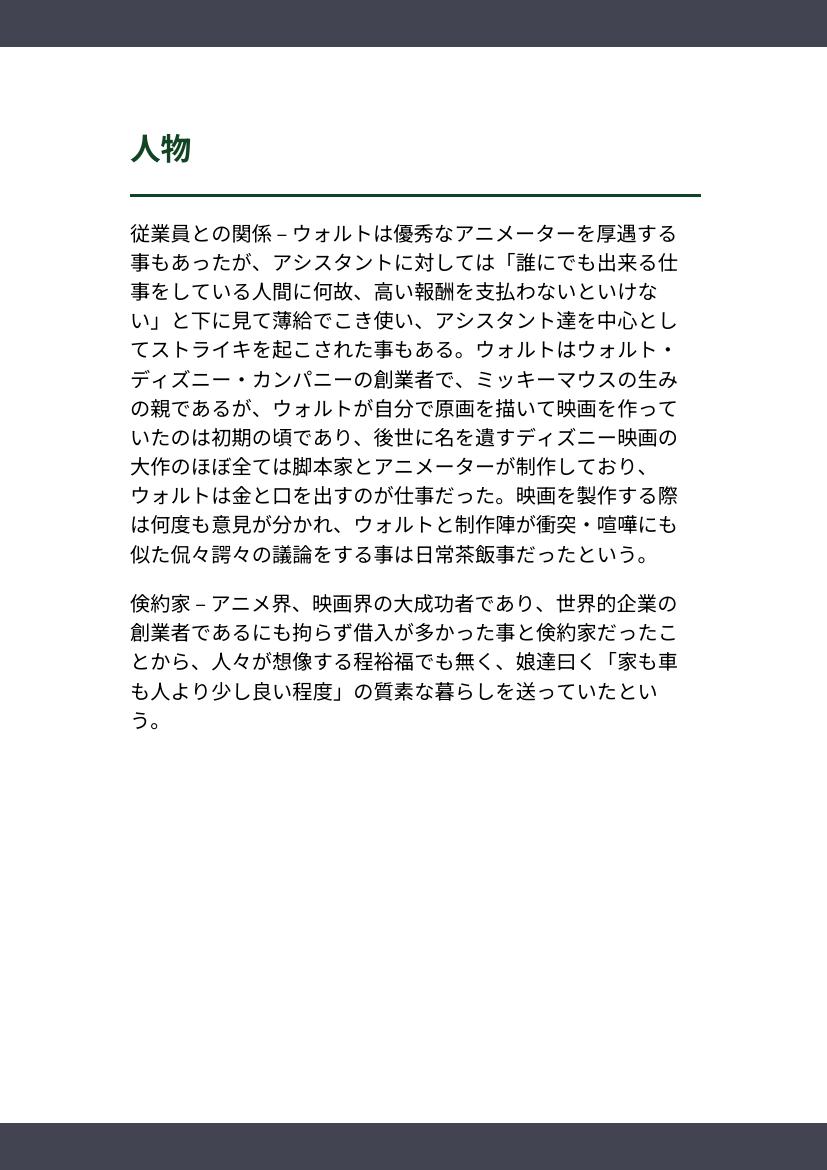 人物
従業員との関係 – ウォルトは優秀なアニメーターを厚遇する
事もあったが、アシスタントに対しては「誰にでも出来る仕
事をしている人間に何故、高い報酬を支払わないといけな
い」と下に見て薄給でこき使い、アシスタント達を中心とし
てストライキを起こされた事もある。ウォルトはウォルト・
ディズニー・カンパニーの創業者で、ミッキーマウスの生み
の親であるが、ウォルトが自分で原画を描いて映画を作って
いたのは初期の頃であり、後世に名を遺すディズニー映画の
大作のほぼ全ては脚本家とアニメーターが制作しており、
ウォルトは金と口を出すのが仕事だった。映画を製作する際
は何度も意見が分かれ、ウォルトと制作陣が衝突・喧嘩にも
似た侃々諤々の議論をする事は日常茶飯事だったという。
倹約家 – アニメ界、映画界の大成功者であり、世界的企業の
創業者であるにも拘らず借入が多かった事と倹約家だったこ
とから、人々が想像する程裕福でも無く、娘達曰く「家も車
も人より少し良い程度」の質素な暮らしを送っていたとい
う。